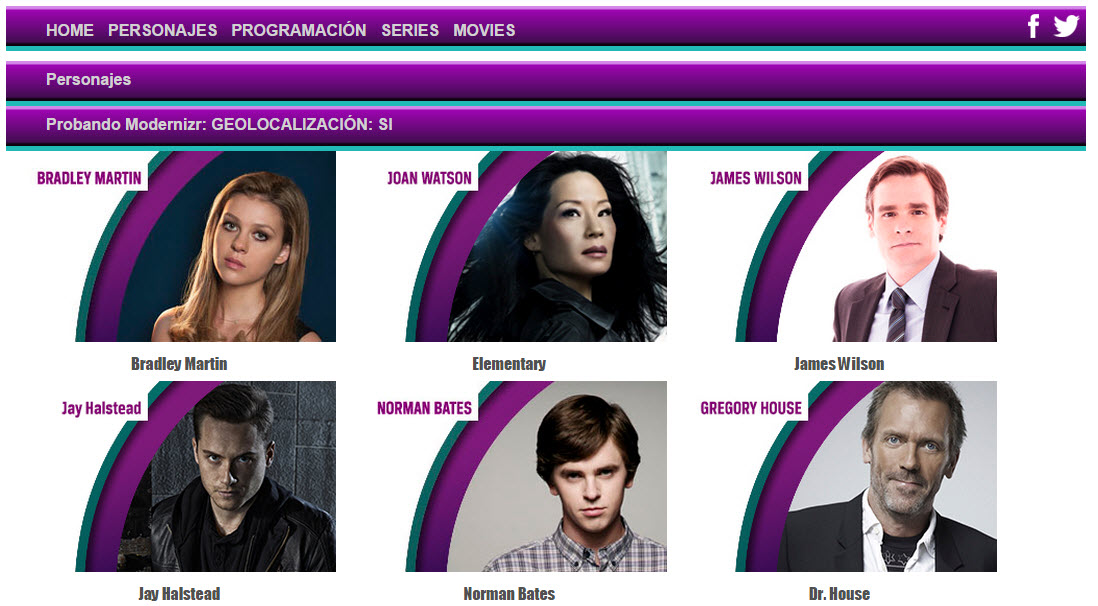 HOME PERSONAJES PROGRAMACIÓN SERIES MOVIES
Personajes
Probando Modernizr: GEOLOCALIZACIÓN: SI
BRADLEY MARTIN JOAN WATSON JAMES WILSON
Bradley Martin Elementary James Wilson
Jay Halstead NORMAN BATES GREGORY HOUSE
Jay Halstead Norman Bates Dr. House